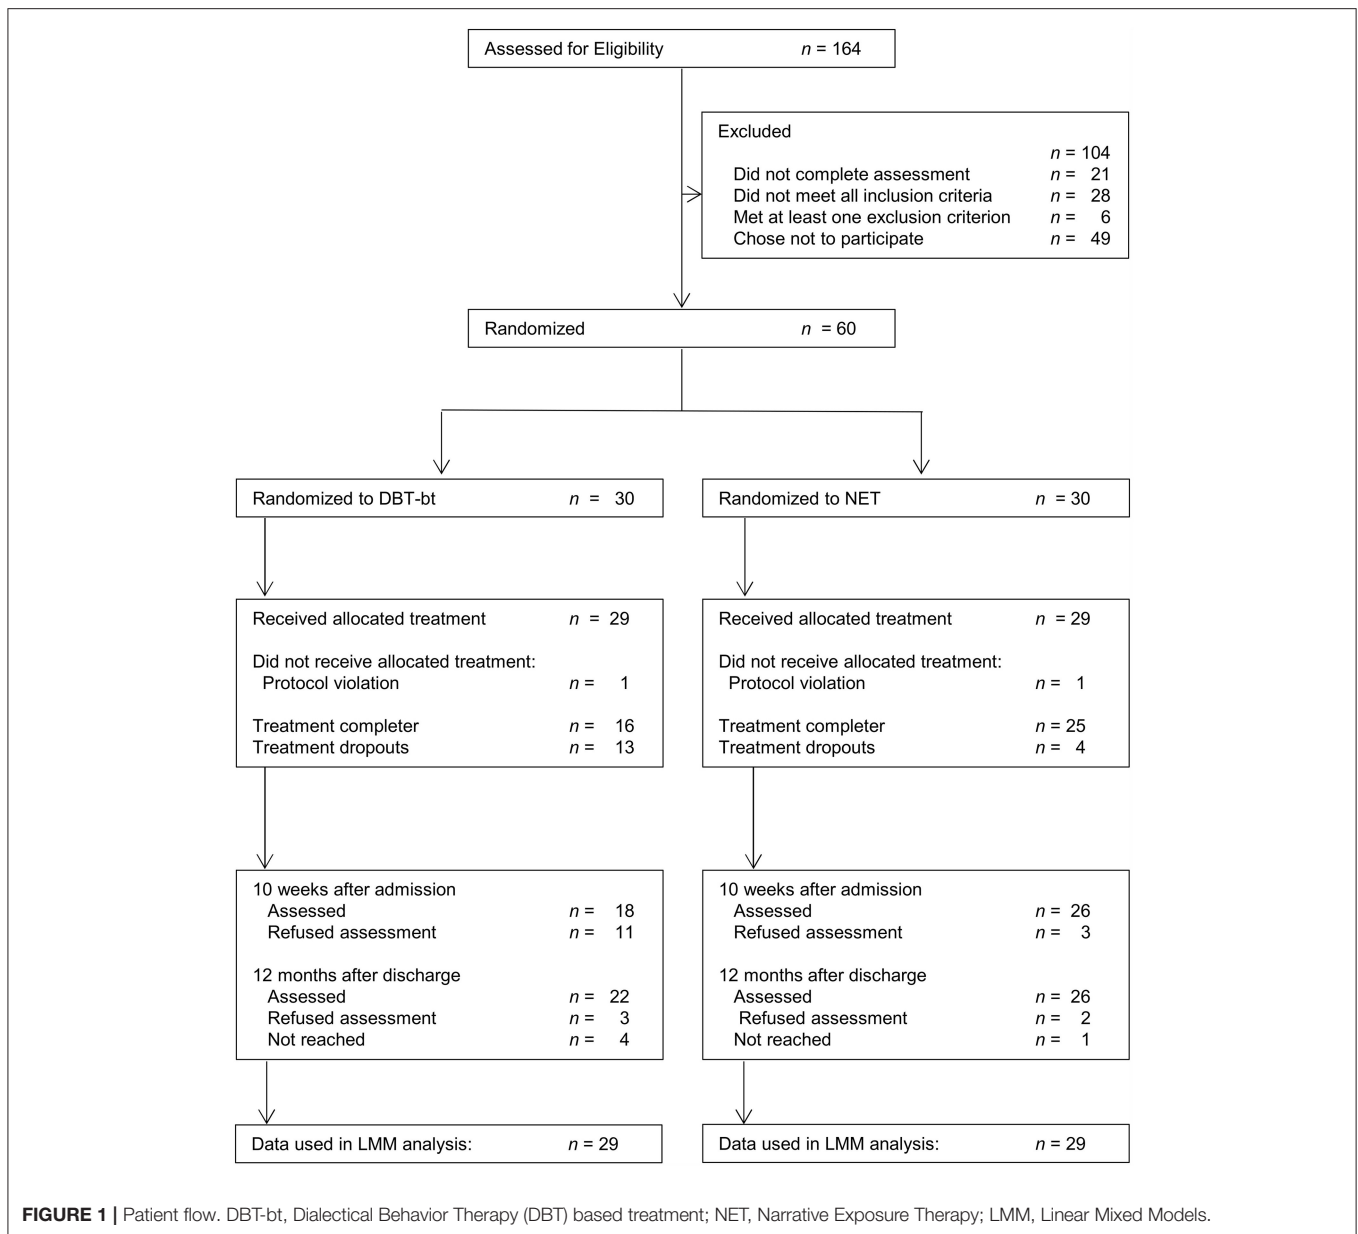 Assessed for Eligibility n = 164
Excluded
n = 104
Did not complete assessment n = 21
Did not meet all inclusion criteria n = 28
Met at least one exclusion criterion n = 6
Chose not to participate n = 49
Randomized n = 60
Randomized to DBT-bt n = 30
Randomized to NET n = 30
Received allocated treatment n = 29
Did not receive allocated treatment:
Protocol violation n = 1
Treatment completer n = 16
Treatment dropouts n = 13
Received allocated treatment n = 29
Did not receive allocated treatment:
Protocol violation n = 1
Treatment completer n = 25
Treatment dropouts n = 4
10 weeks after admission
Assessed n = 18
Refused assessment n = 11
12 months after discharge
Assessed n = 22
Refused assessment n = 3
Not reached n = 4
10 weeks after admission
Assessed n = 26
Refused assessment n = 3
12 months after discharge
Assessed n = 26
Refused assessment n = 2
Not reached n = 1
Data used in LMM analysis: n = 29
Data used in LMM analysis: n = 29
FIGURE 1 | Patient flow. DBT-bt, Dialectical Behavior Therapy (DBT) based treatment; NET, Narrative Exposure Therapy; LMM, Linear Mixed Models.